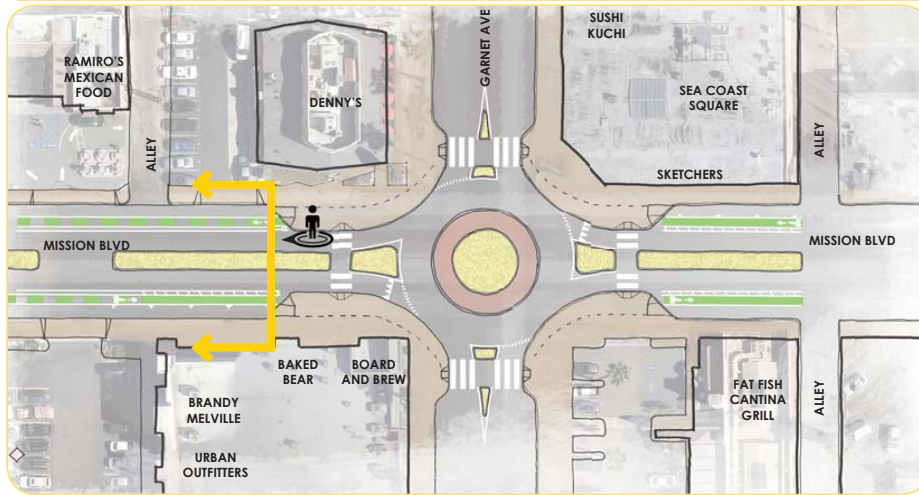 RAMIRO'S
MEXICAN
FOOD
ALLEY
DENNY'S
GARNET AVE
SUSHI
KUCHI
SEA COAST
SQUARE
SKETCHERS
ALLEY
MISSION BLVD
MISSION BLVD
BAKED
BEAR
BOARD
AND BREW
BRANDY
MELVILLE
URBAN
OUTFITTERS
FAT FISH
CANTINA
GRILL
ALLEY